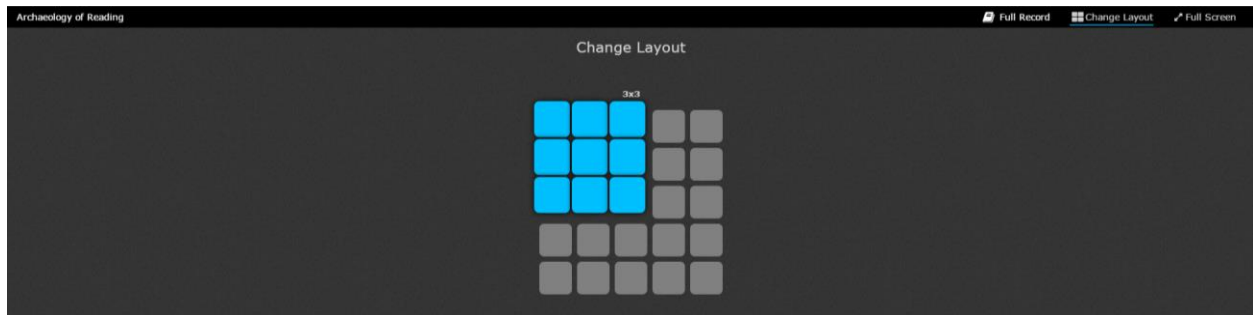 Archaeology of Reading Full Record Change Layout Full Screen
Change Layout
3x3